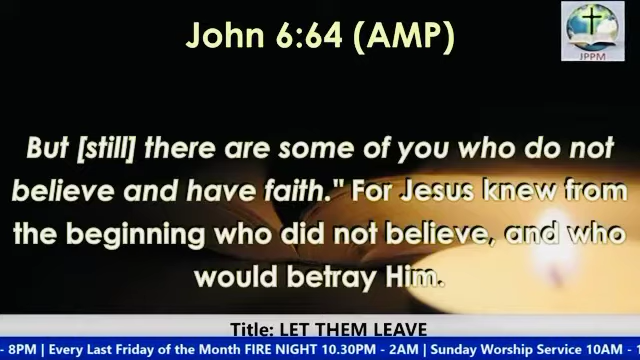 John 6:64 (AMP)
JPPM
But [still] there are some of you who do not
believe and have faith." For Jesus knew from
the beginning who did not believe, and who
would betray Him.
Title: LET THEM LEAVE
- 8PM | Every Last Friday of the Month FIRE NIGHT 10.30PM - 2AM | Sunday Worship Service 10AM -